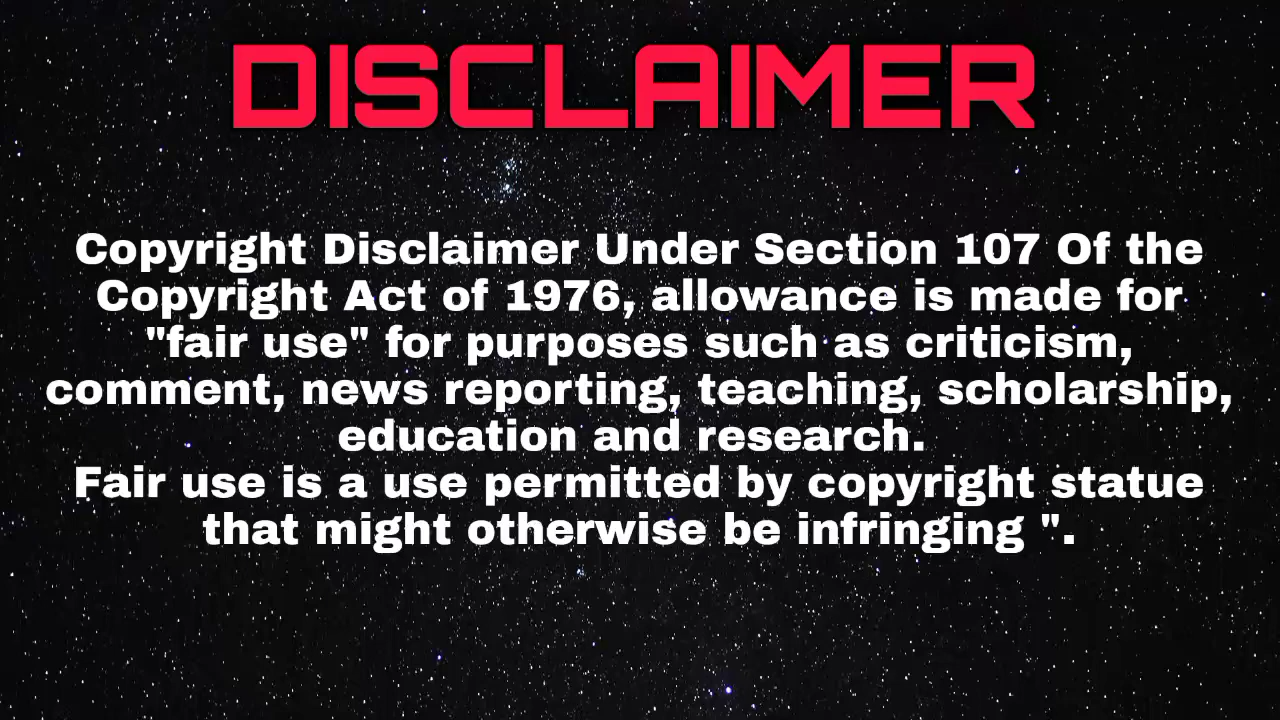 DISCLAIMER
Copyright Disclaimer Under Section 107 Of the
Copyright Act of 1976, allowance is made for
"fair use" for purposes such as criticism,
comment, news reporting, teaching, scholarship,
education and research.
Fair use is a use permitted by copyright statue
that might otherwise be infringing ".